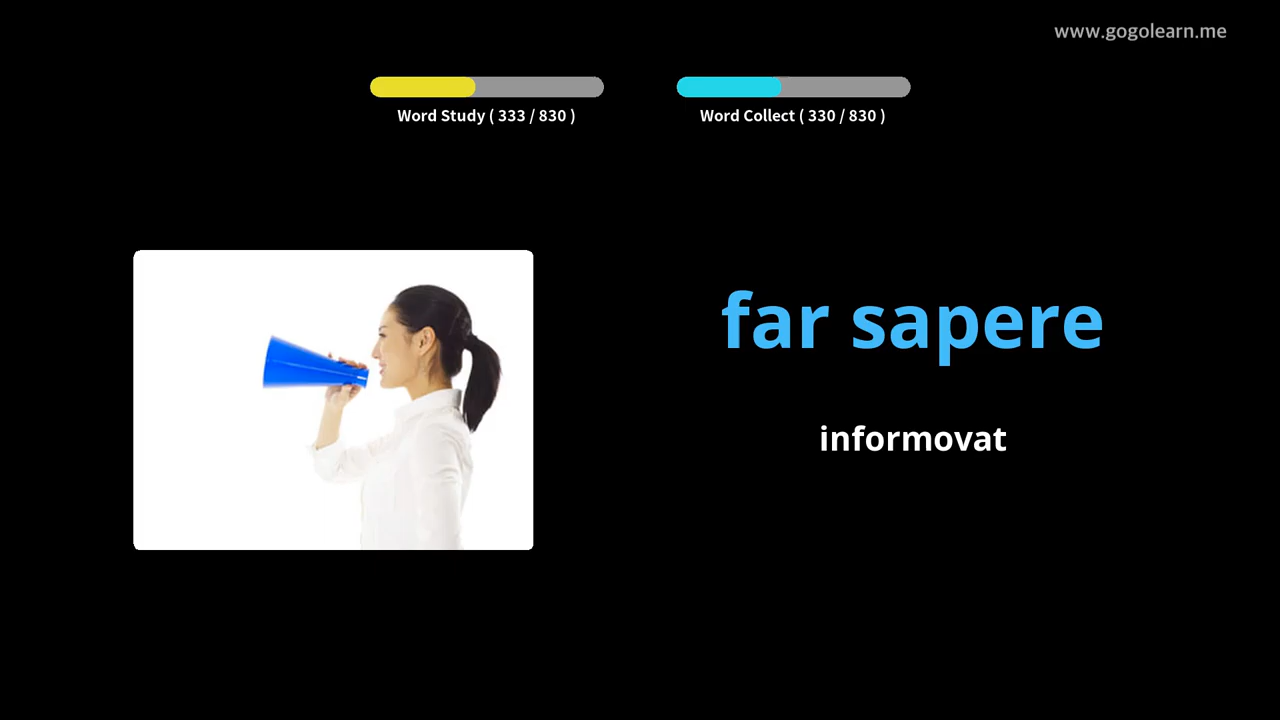 www.gogolearn.me
Word Study ( 333 / 830 )
Word Collect ( 330 / 830 )
far sapere
informovat